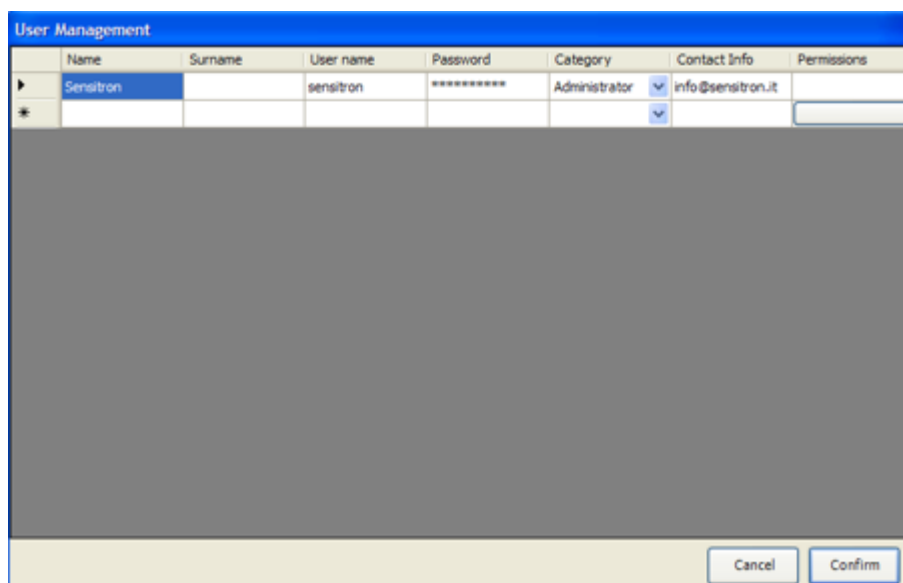 User Management
Name Surname User name Password Category Contact Info Permissions
Sensitron sensitron ********** Administrator info@sensitron.it
Cancel Confirm